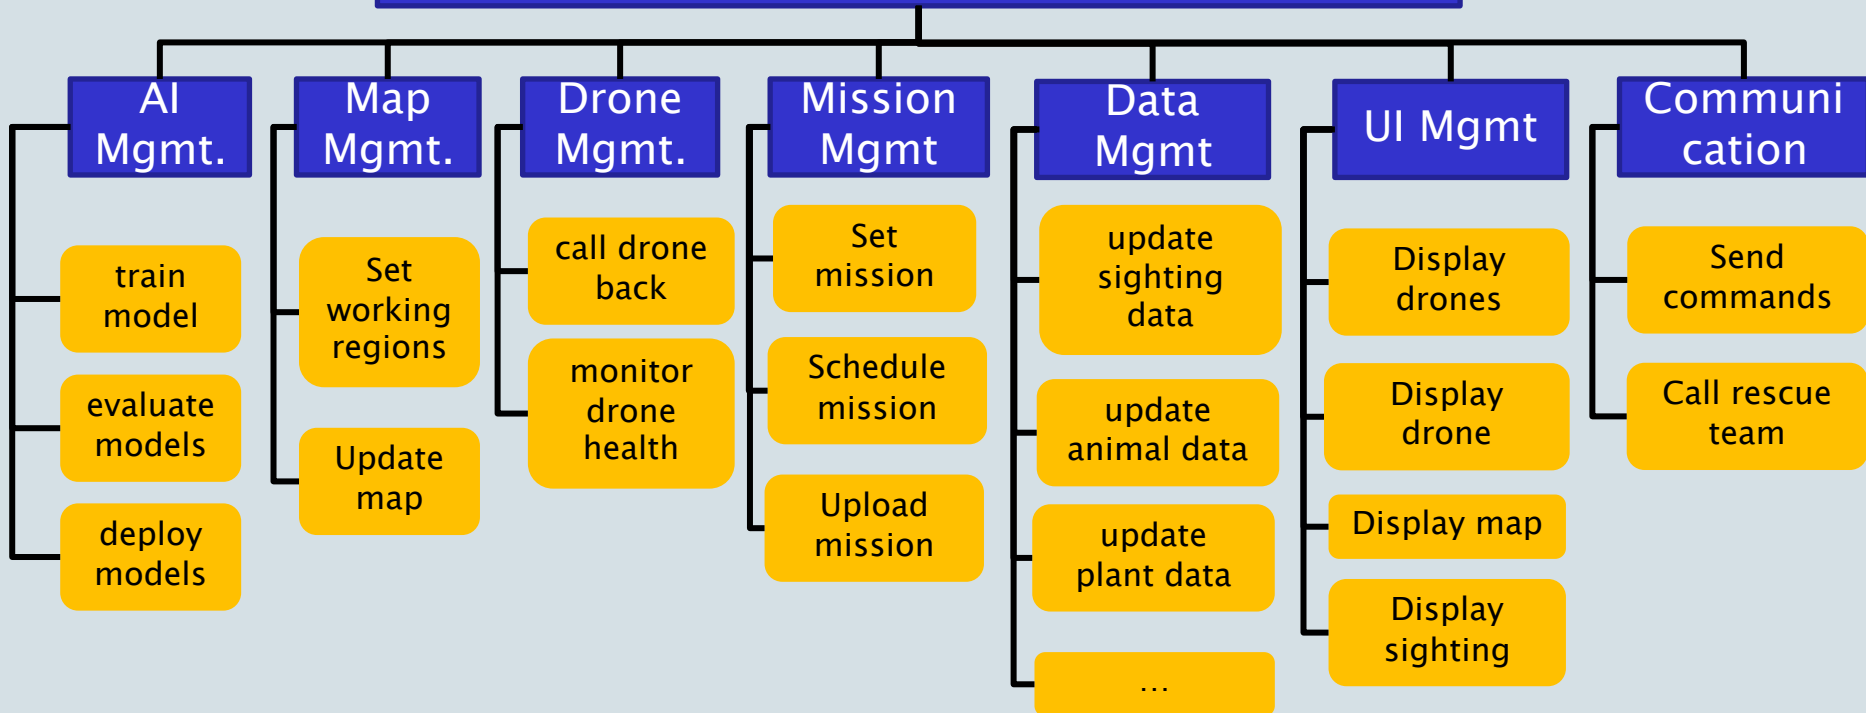 AI
Mgmt.
Map
Mgmt.
Drone
Mgmt.
Mission
Mgmt
Data
Mgmt
UI Mgmt
Communi
cation
train
model
evaluate
models
deploy
models
Set
working
regions
Update
map
call drone
back
monitor
drone
health
Set
mission
Schedule
mission
Upload
mission
update
sighting
data
update
animal data
update
plant data
...
Display
drones
Display
drone
Display map
Display
sighting
Send
commands
Call rescue
team